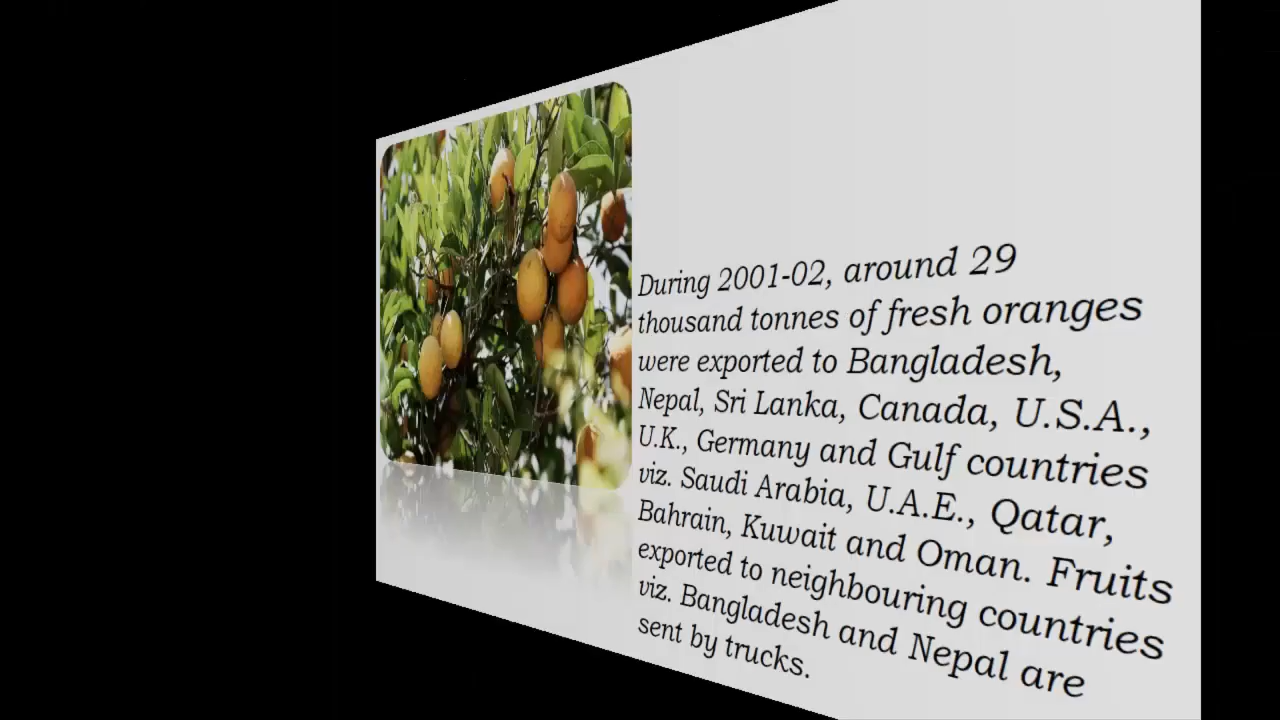 During 2001-02, around 29
thousand tonnes of fresh oranges
were exported to Bangladesh,
Nepal, Sri Lanka, Canada, U.S.A.,
U.K., Germany and Gulf countries
viz. Saudi Arabia, U.A.E., Qatar,
Bahrain, Kuwait and Oman. Fruits
exported to neighbouring countries
viz. Bangladesh and Nepal are
sent by trucks.